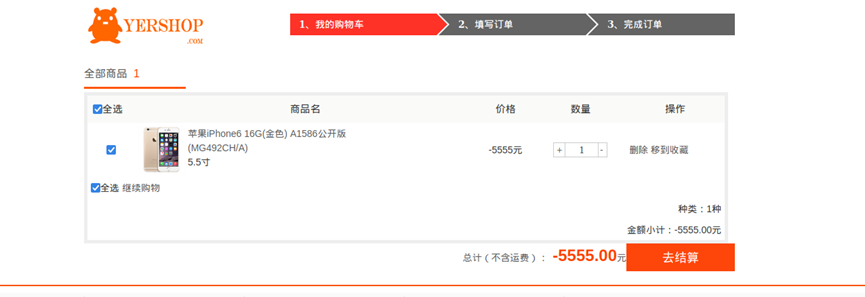 YERSHOP
.COM
1、我的购物车 2、填写订单 3、完成订单
全部商品 1
全选 商品名 价格 数量 操作
苹果iPhone6 16G(金色) A1586公开版
(MG492CH/A)
5.5寸
-5555元 + 1 - 删除 移到收藏
全选 继续购物
种类：1种
金额小计：-5555.00元
总计（不含运费）： -5555.00元 去结算